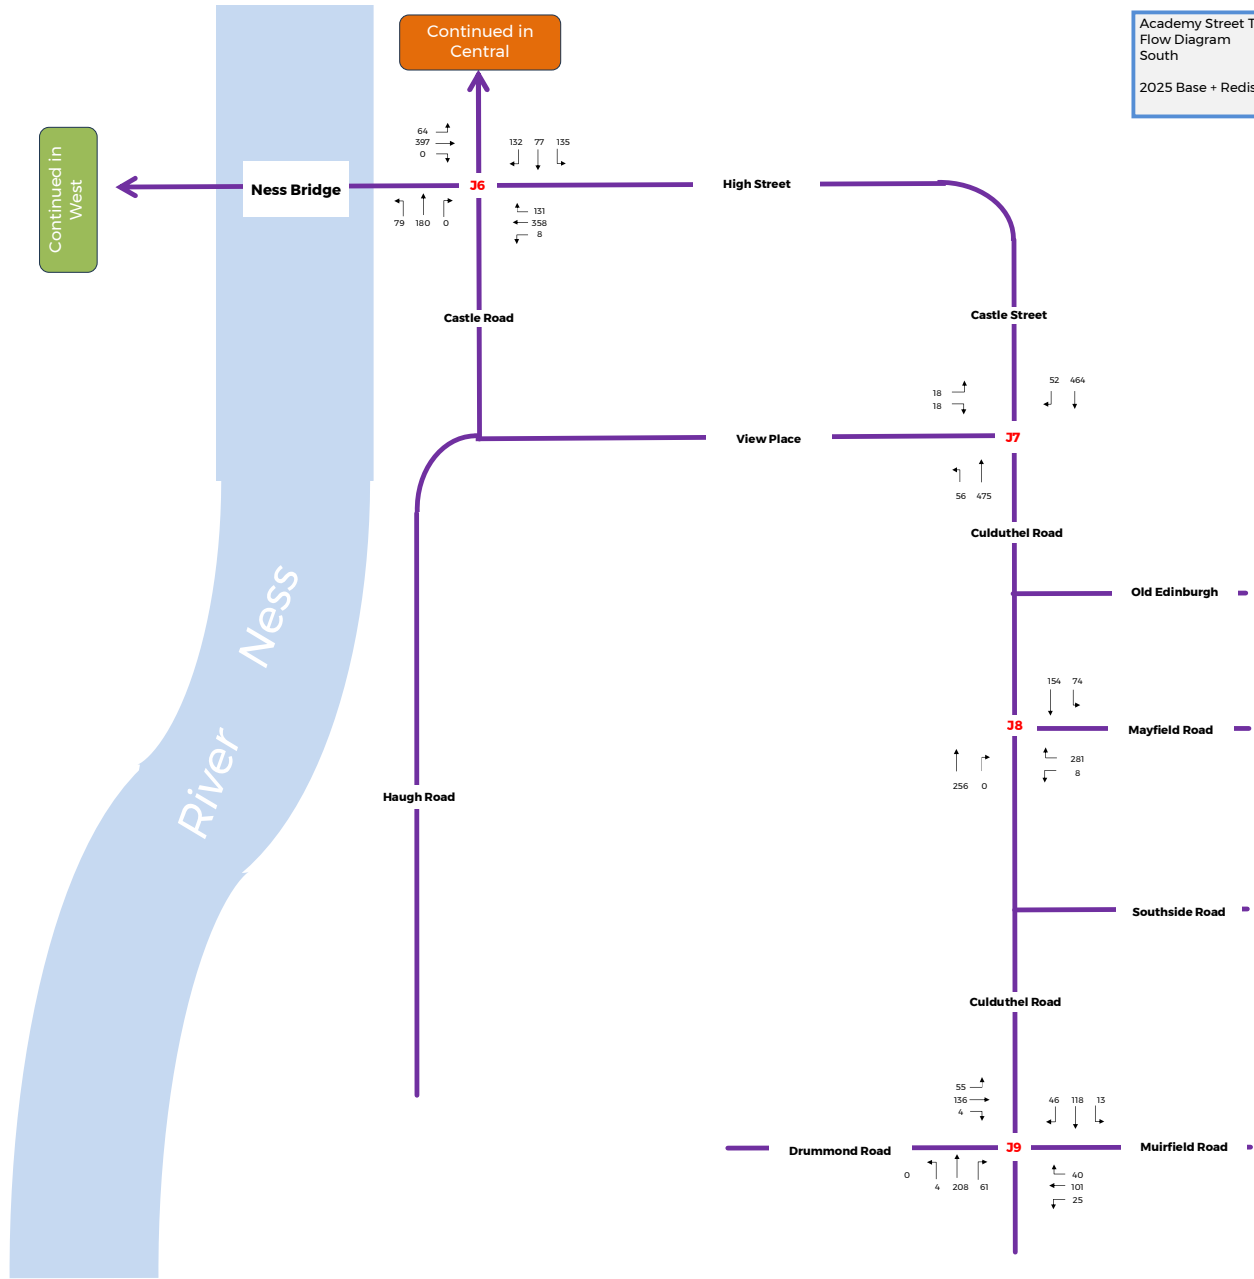 Continued in
Central
Academy Street T
Flow Diagram
South
2025 Base + Redis
Continued in
West
64
397
0
132 77 135
Ness Bridge
J6
High Street
79 180 0
131
358
8
Castle Road
Castle Street
18
18
52 464
View Place
J7
56 475
Culduthel Road
Old Edinburgh
River Ness
154 74
J8
Mayfield Road
256 0
281
8
Haugh Road
Southside Road
Culduthel Road
55
136
4
46 118 13
Drummond Road
J9
Muirfield Road
0
4 208 61
40
101
25